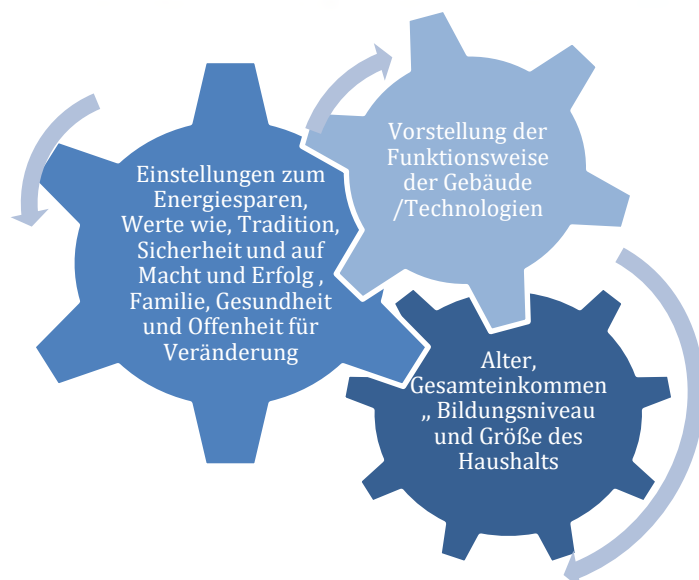 Einstellungen zum
Energiesparen,
Werte wie, Tradition,
Sicherheit und auf
Macht und Erfolg ,
Familie, Gesundheit
und Offenheit für
Veränderung
Vorstellung der
Funktionsweise
der Gebäude
/Technologien
Alter,
Gesamteinkommen
„ Bildungsniveau
und Größe des
Haushalts